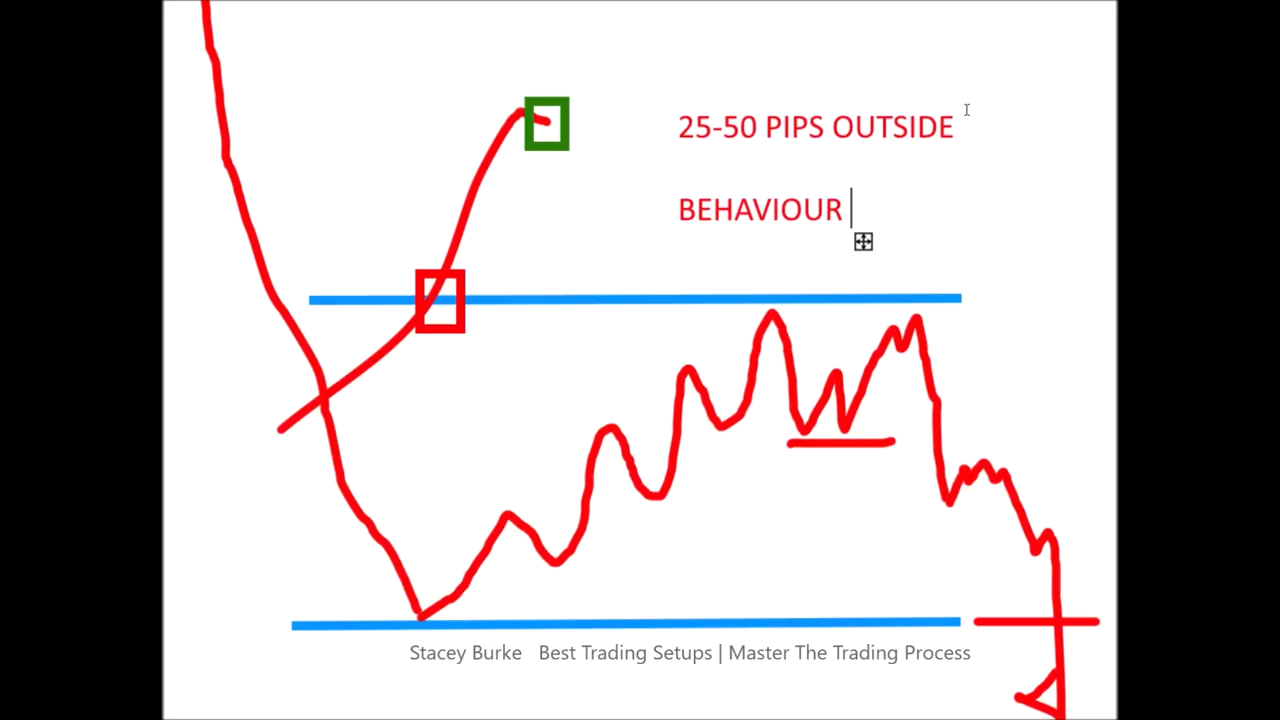 25-50 PIPS OUTSIDE
BEHAVIOUR
Stacey Burke Best Trading Setups | Master The Trading Process